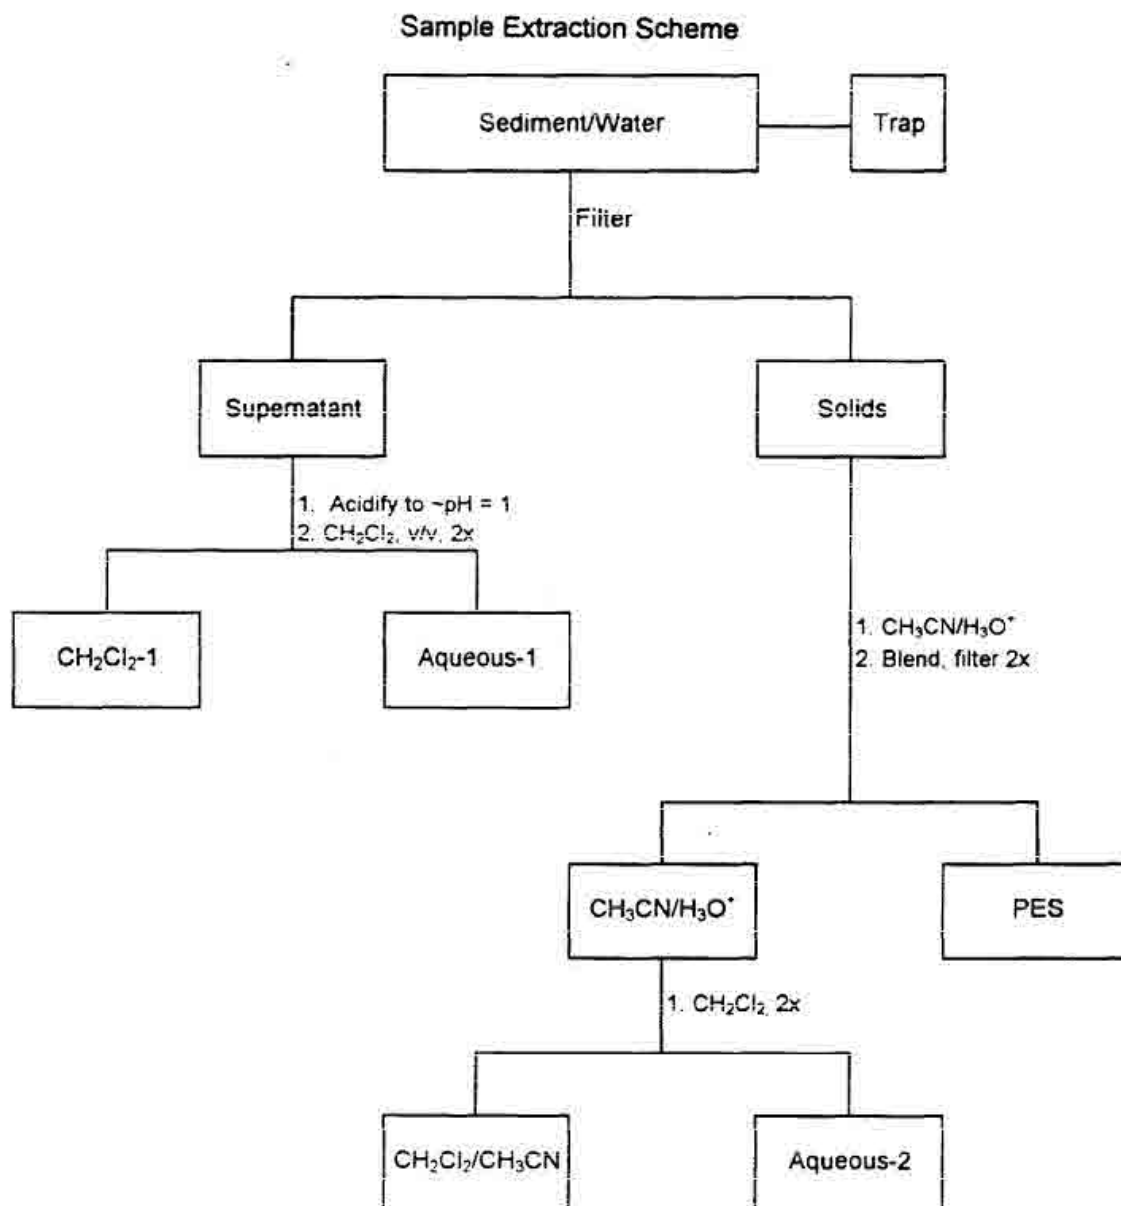 Sample Extraction Scheme
Sediment/Water
Trap
Filter
Supernatant
Solids
1. Acidify to ~pH = 1
2. CH₂Cl₂, v/v, 2x
CH₂Cl₂-1
Aqueous-1
1. CH₃CN/H₃O⁺
2. Blend, filter 2x
CH₃CN/H₃O⁺
PES
1. CH₂Cl₂, 2x
CH₂Cl₂/CH₃CN
Aqueous-2